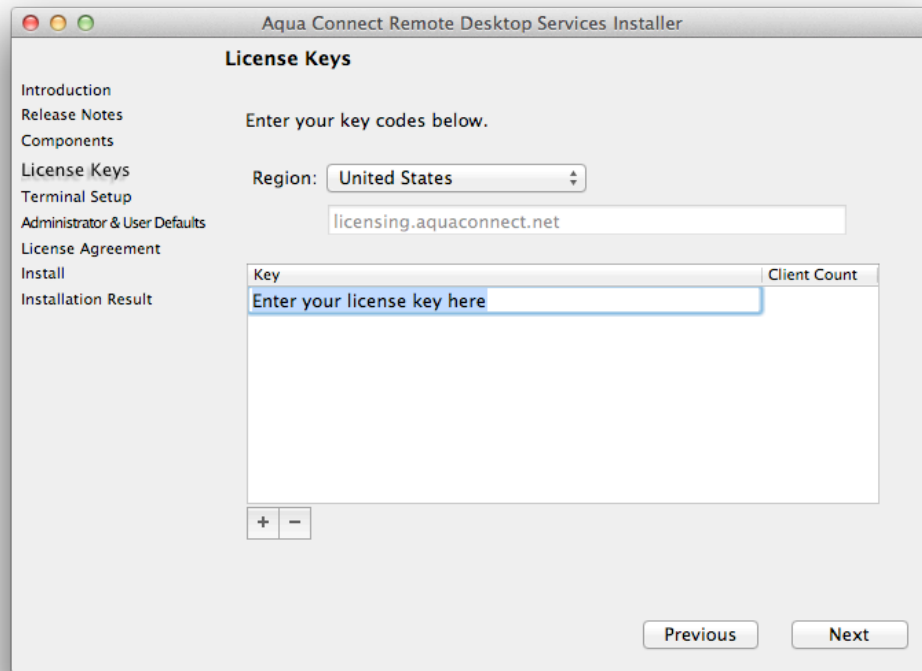 Aqua Connect Remote Desktop Services Installer
License Keys
Introduction
Release Notes
Components
License Keys
Terminal Setup
Administrator & User Defaults
License Agreement
Install
Installation Result
Enter your key codes below.
Region: United States
licensing.aquaconnect.net
Key Client Count
Enter your license key here
+ −
Previous Next